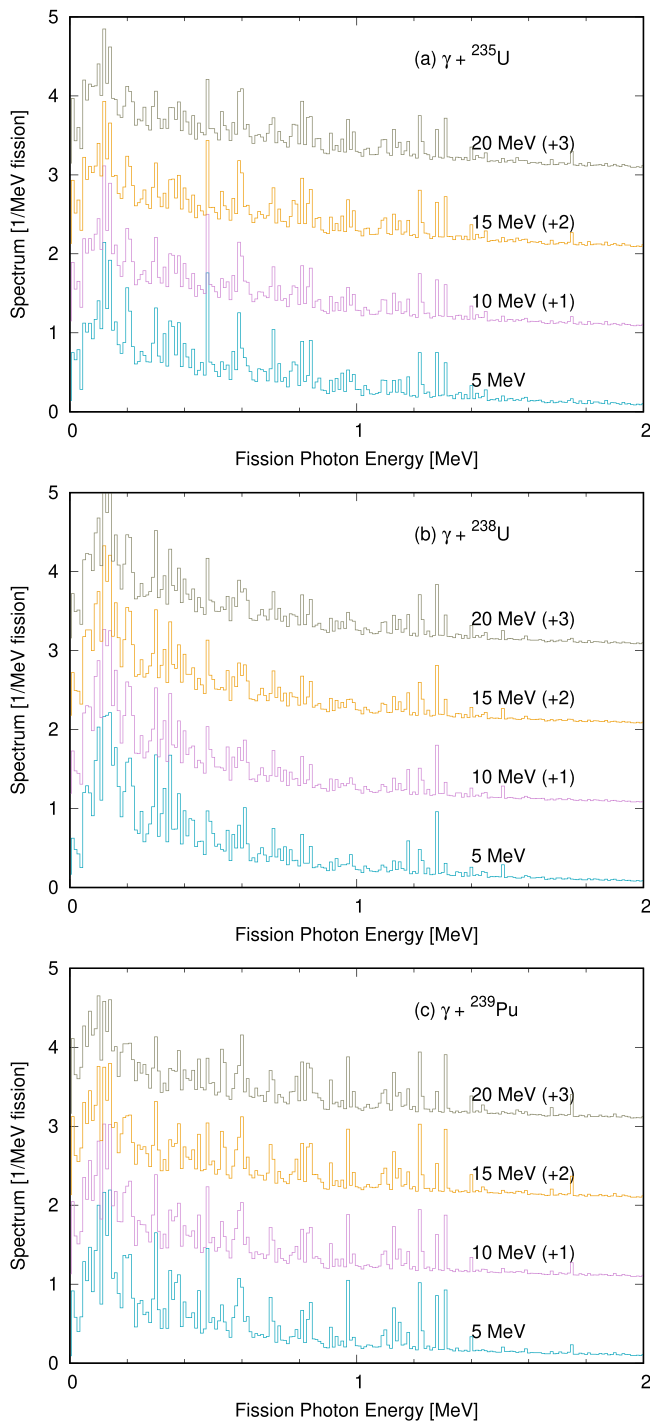 5
(a) γ + ²³⁵U
4
20 MeV (+3)
3
15 MeV (+2)
2
10 MeV (+1)
1
5 MeV
0
0 1 2
Spectrum [1/MeV fission]
Fission Photon Energy [MeV]
5
(b) γ + ²³⁸U
4
20 MeV (+3)
3
15 MeV (+2)
2
10 MeV (+1)
1
5 MeV
0
0 1 2
Spectrum [1/MeV fission]
Fission Photon Energy [MeV]
5
(c) γ + ²³⁹Pu
4
20 MeV (+3)
3
15 MeV (+2)
2
10 MeV (+1)
1
5 MeV
0
0 1 2
Spectrum [1/MeV fission]
Fission Photon Energy [MeV]